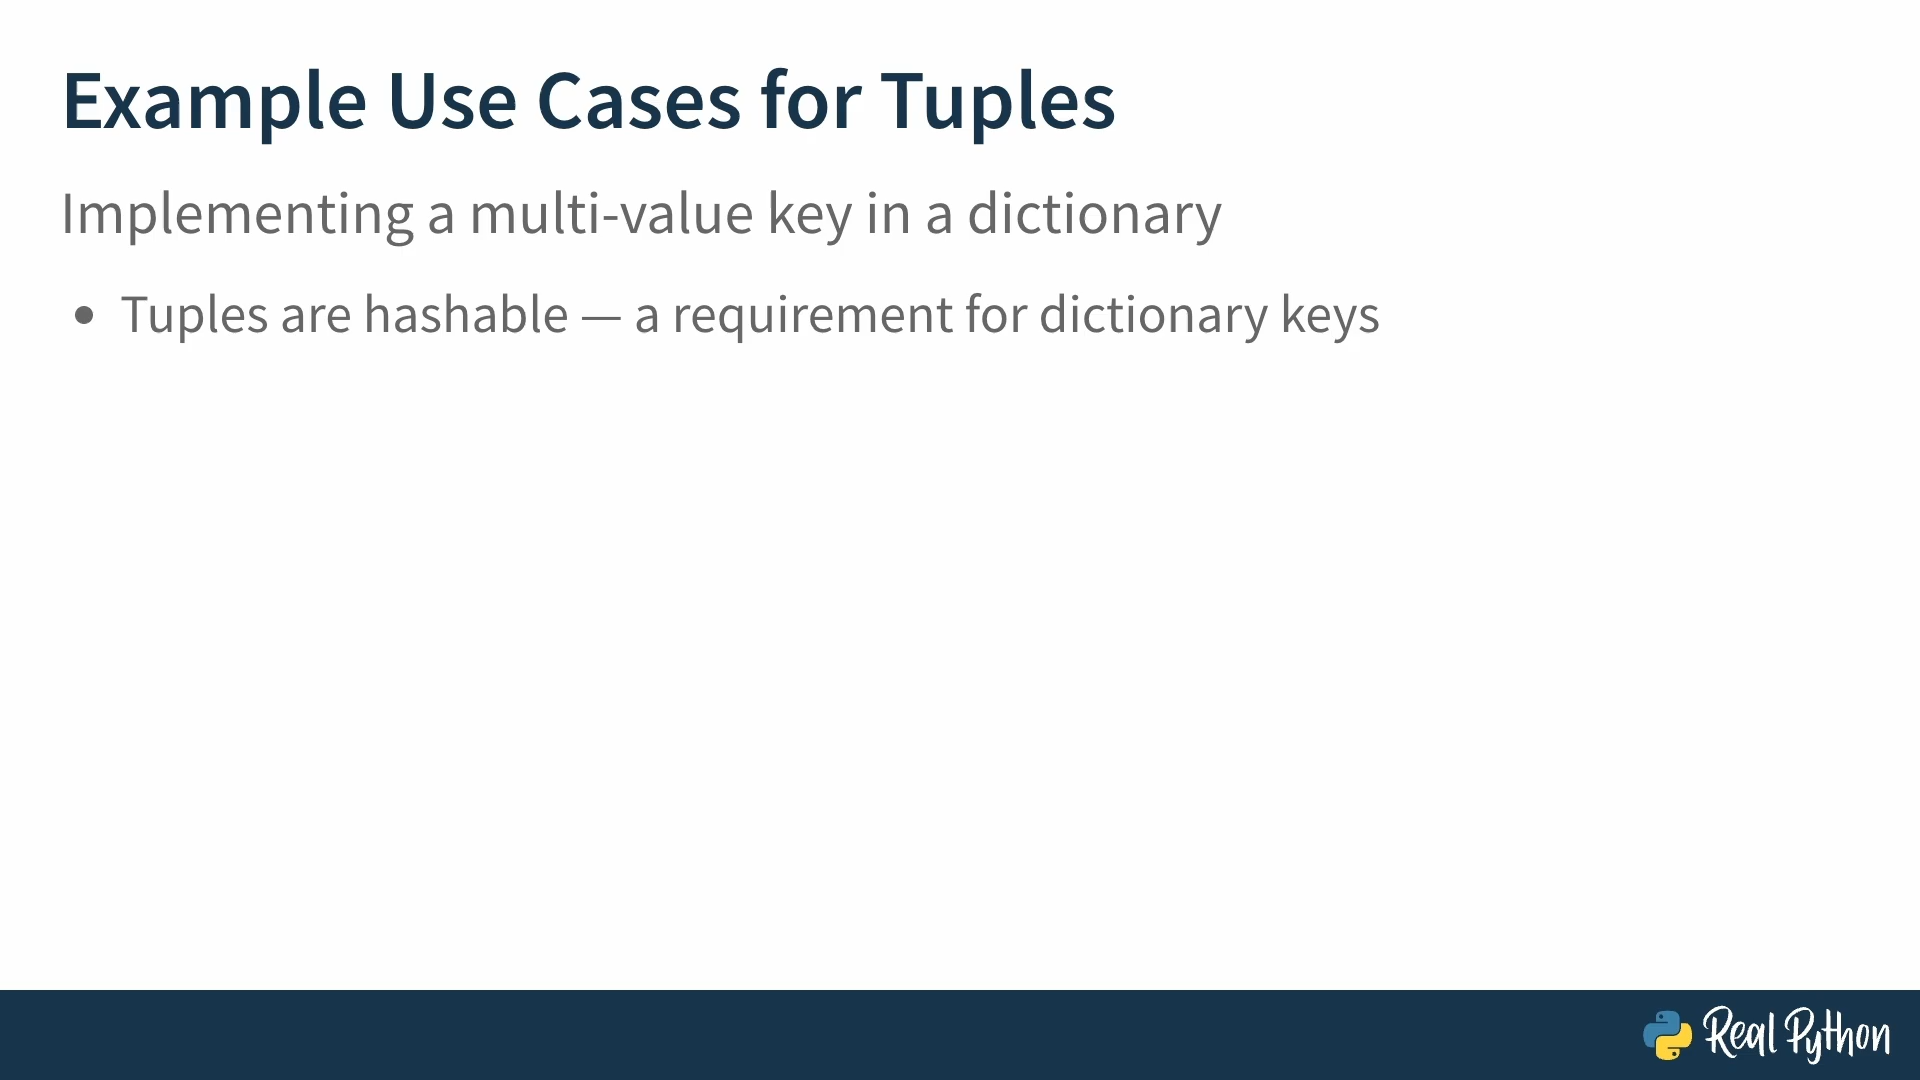 Example Use Cases for Tuples
Implementing a multi-value key in a dictionary
• Tuples are hashable — a requirement for dictionary keys
Real Python